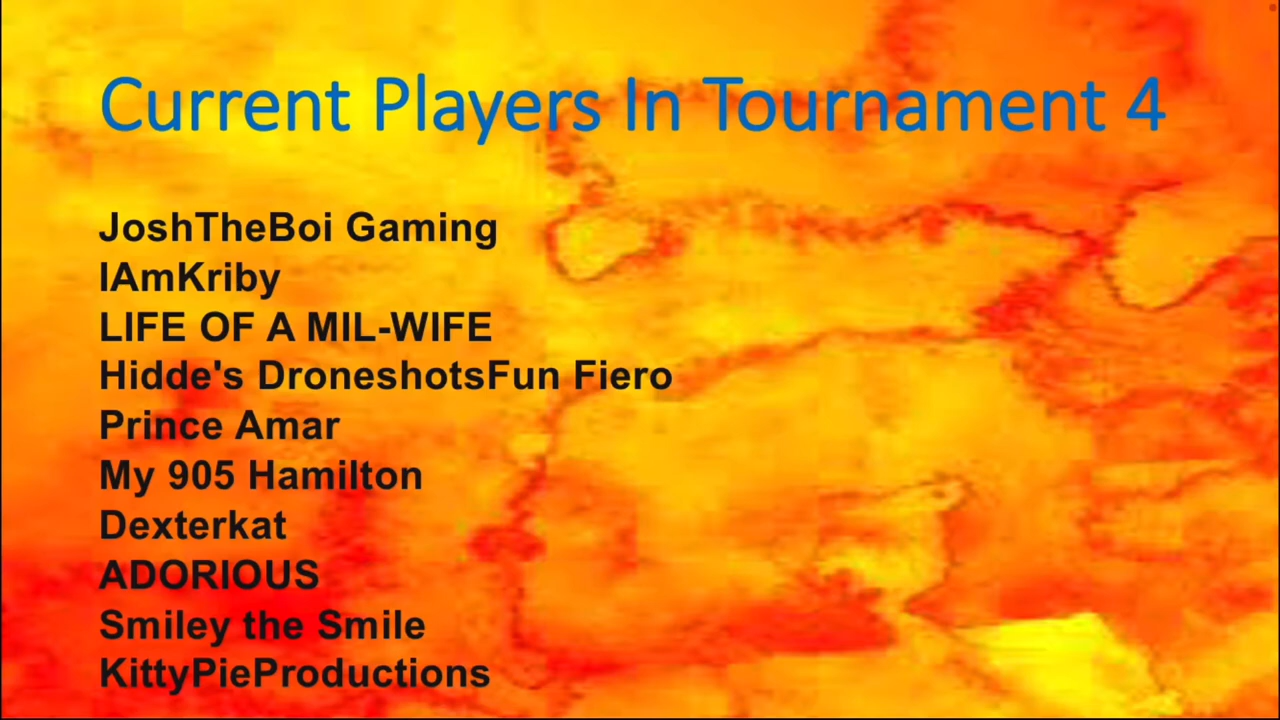 Current Players In Tournament 4
JoshTheBoi Gaming
IAmKriby
LIFE OF A MIL-WIFE
Hidde's DroneshotsFun Fiero
Prince Amar
My 905 Hamilton
Dexterkat
ADORIOUS
Smiley the Smile
KittyPieProductions